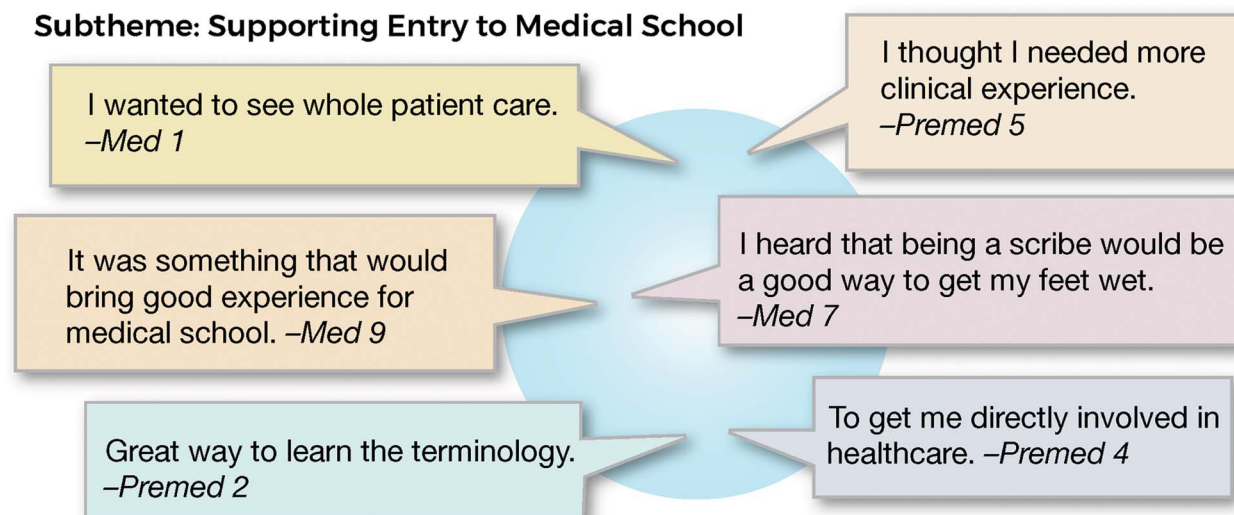 Subtheme: Supporting Entry to Medical School
I wanted to see whole patient care.
–Med 1
I thought I needed more
clinical experience.
–Premed 5
It was something that would
bring good experience for
medical school. –Med 9
I heard that being a scribe would be
a good way to get my feet wet.
–Med 7
Great way to learn the terminology.
–Premed 2
To get me directly involved in
healthcare. –Premed 4